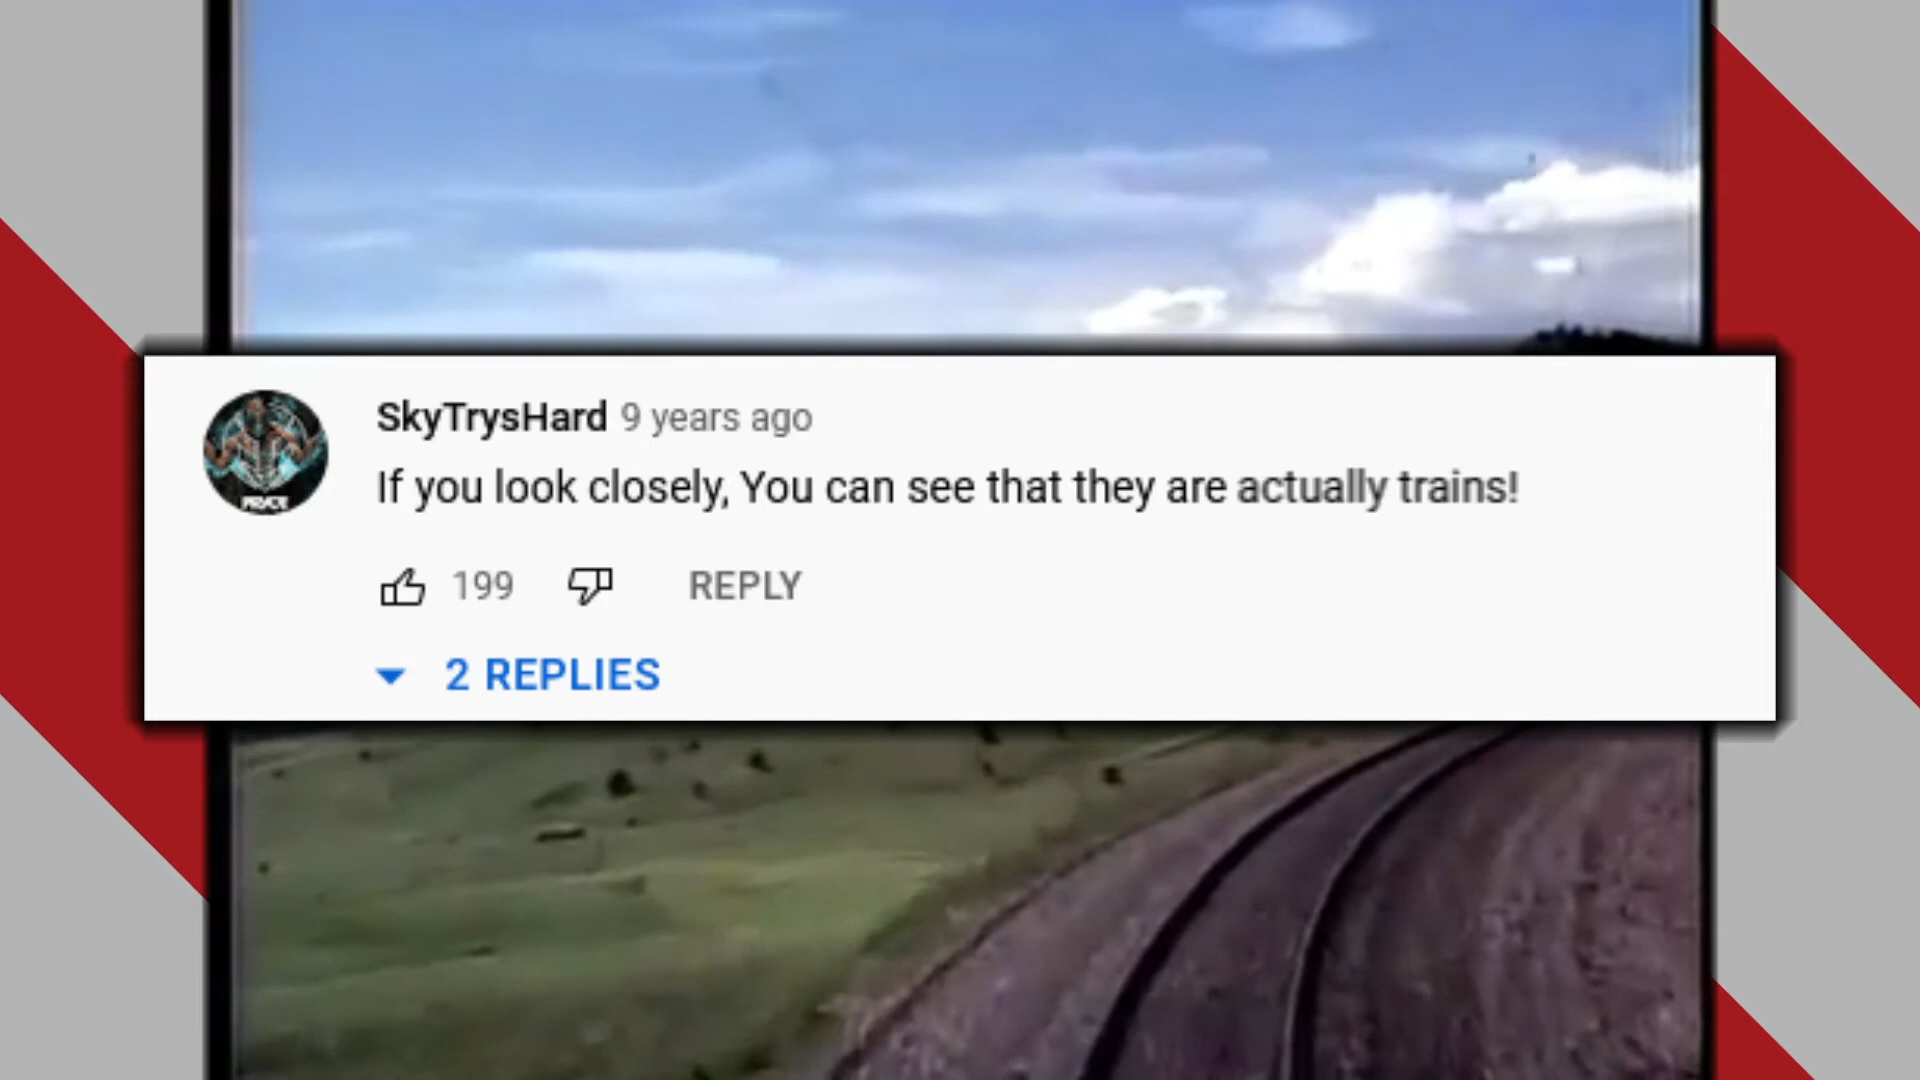 SkyTrysHard 9 years ago
If you look closely, You can see that they are actually trains!
199 REPLY
2 REPLIES